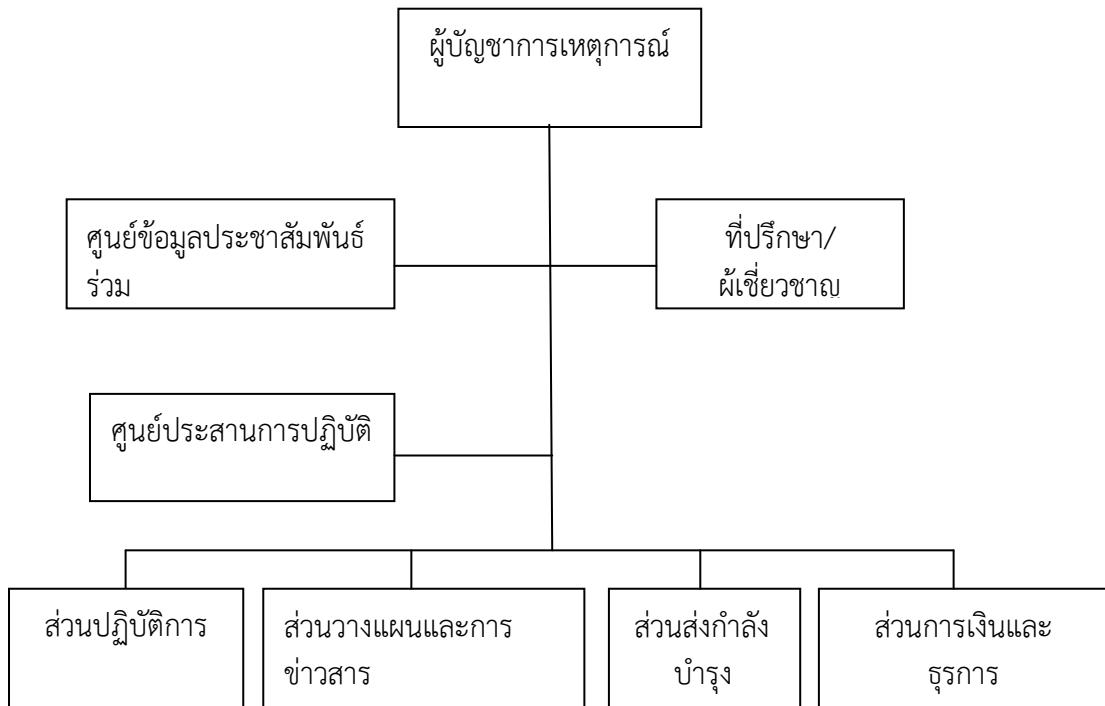 ผู้บัญชาการเหตุการณ์
ศูนย์ข้อมูลประชาสัมพันธ์
ร่วม
ที่ปรึกษา/
ผู้เชี่ยวชาญ
ศูนย์ประสานการปฏิบัติ
ส่วนปฏิบัติการ
ส่วนวางแผนและการ
ข่าวสาร
ส่วนส่งกำลัง
บำรุง
ส่วนการเงินและ
ธุรการ